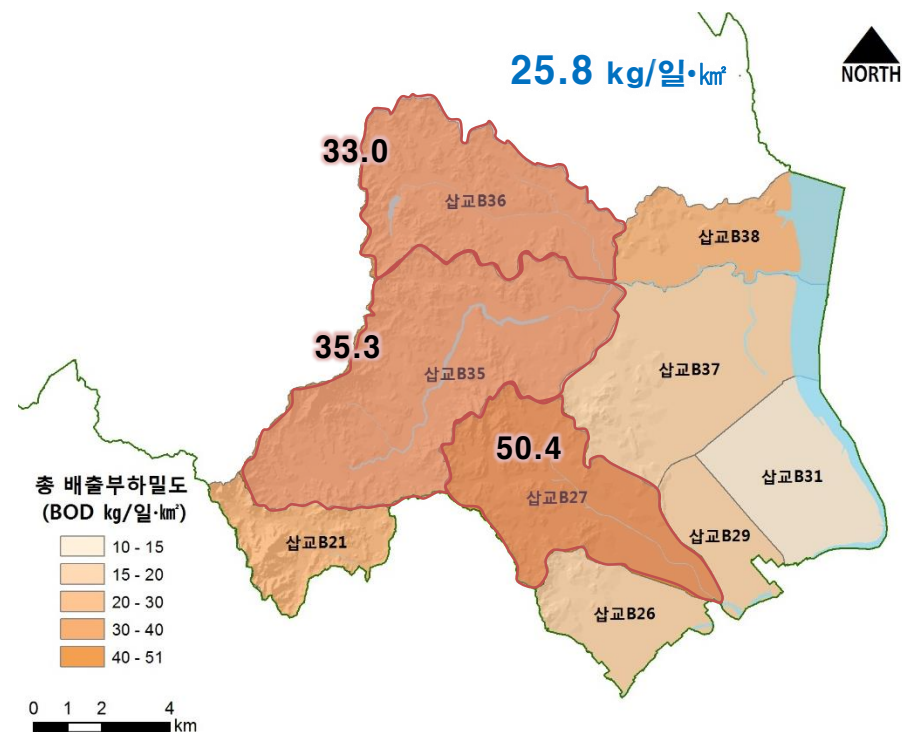 25.8 kg/일·㎢
NORTH
33.0
삽교B36
삽교B38
35.3
삽교B35
삽교B37
50.4
삽교B27
삽교B31
삽교B29
삽교B21
삽교B26
총 배출부하밀도
(BOD kg/일·㎢)
10 - 15
15 - 20
20 - 30
30 - 40
40 - 51
0 1 2 4
km